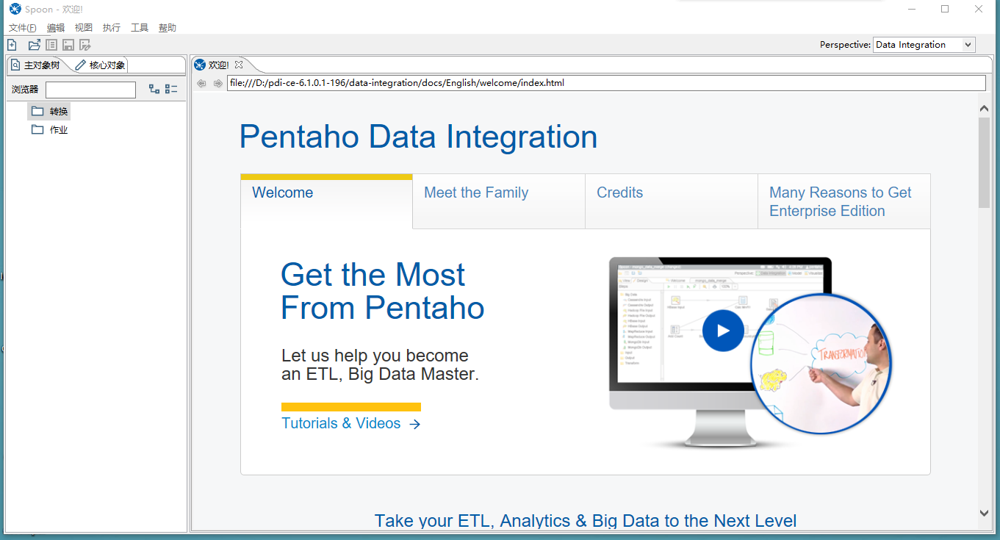 Spoon - 欢迎!
文件(F) 编辑 视图 执行 工具 帮助
Perspective: Data Integration
主对象树 核心对象
欢迎!
浏览器
file:///D:/pdi-ce-6.1.0.1-196/data-integration/docs/English/welcome/index.html
转换
作业
Pentaho Data Integration
Welcome
Meet the Family
Credits
Many Reasons to Get
Enterprise Edition
Get the Most
From Pentaho
Let us help you become
an ETL, Big Data Master.
Tutorials & Videos
TRANSFORMATION
Take your ETL, Analytics & Big Data to the Next Level